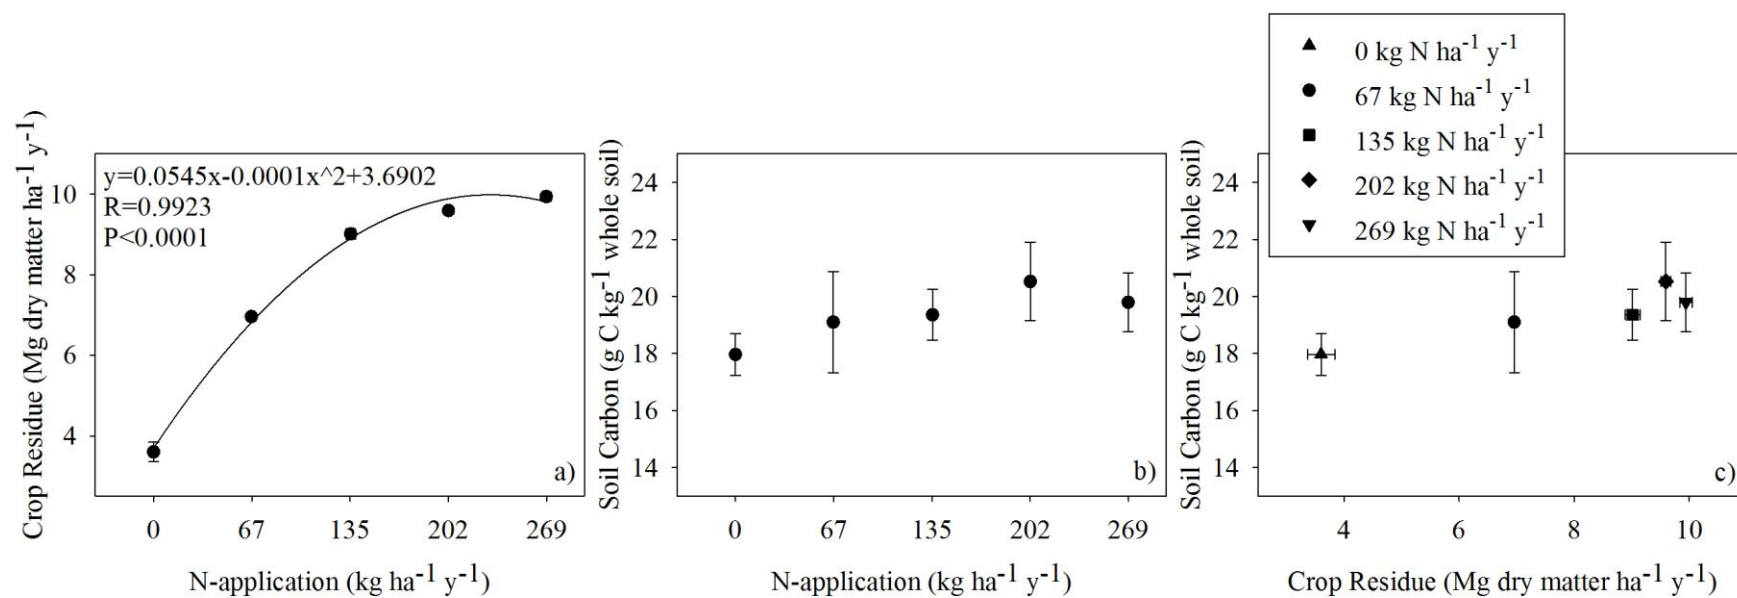 y=0.0545x-0.0001x^2+3.6902
R=0.9923
P<0.0001
Crop Residue (Mg dry matter ha-1 y-1)
10
8
6
4
a)
0 67 135 202 269
N-application (kg ha-1 y-1)
Soil Carbon (g C kg-1 whole soil)
24
22
20
18
16
14
b)
0 67 135 202 269
N-application (kg ha-1 y-1)
0 kg N ha-1 y-1
67 kg N ha-1 y-1
135 kg N ha-1 y-1
202 kg N ha-1 y-1
269 kg N ha-1 y-1
Soil Carbon (g C kg-1 whole soil)
24
22
20
18
16
14
c)
4 6 8 10
Crop Residue (Mg dry matter ha-1 y-1)